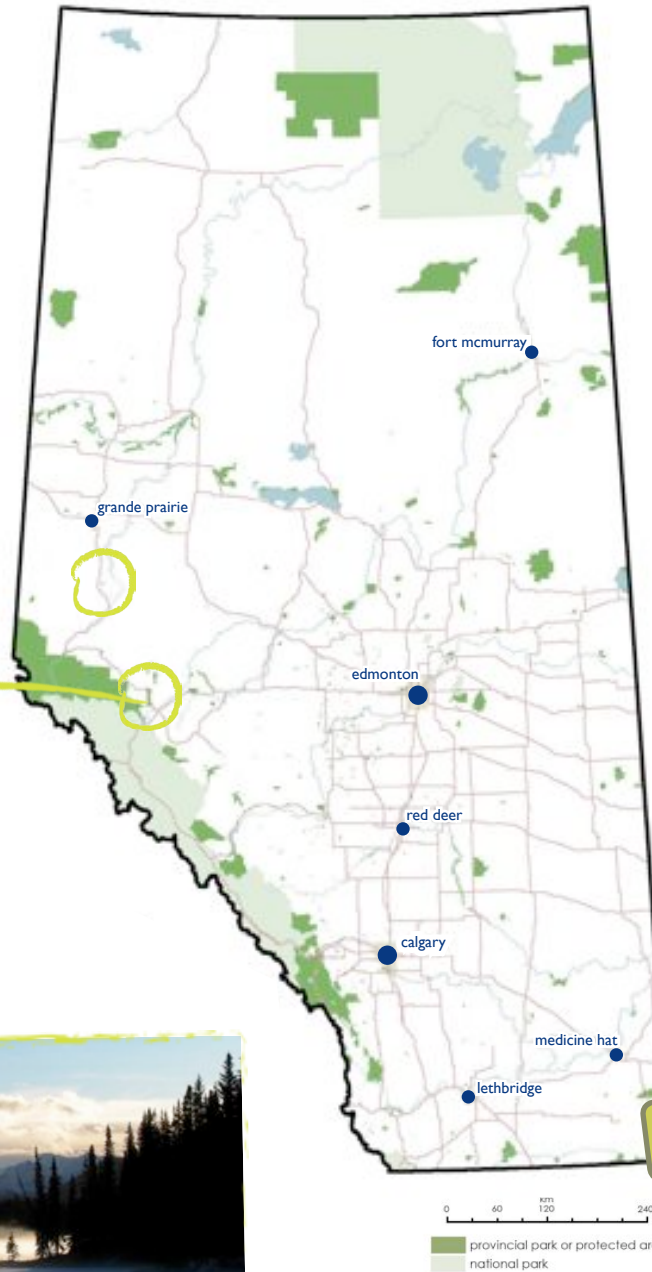 fort mcmurray
grande prairie
edmonton
red deer
calgary
medicine hat
lethbridge
km
0 60 120 240
provincial park or protected are
national park